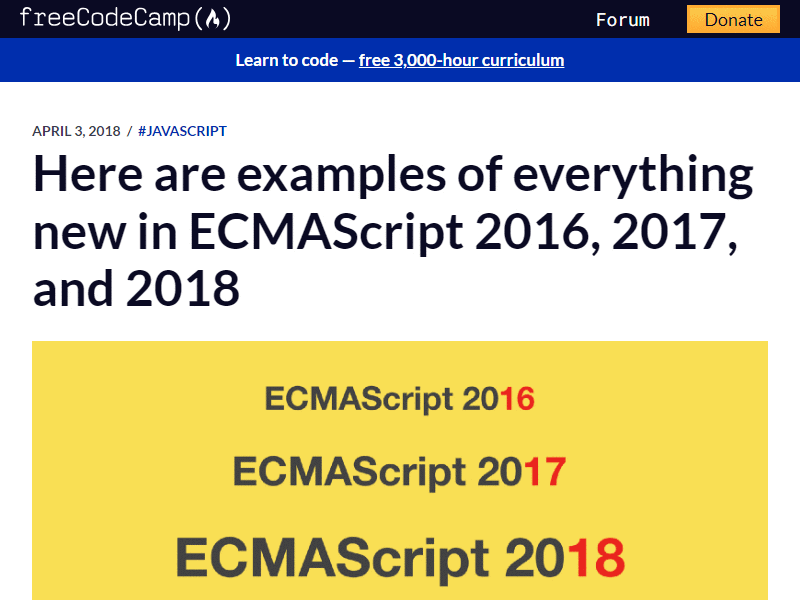 freeCodeCamp(🔥)
Forum
Donate
Learn to code — free 3,000-hour curriculum
APRIL 3, 2018 / #JAVASCRIPT
Here are examples of everything
new in ECMAScript 2016, 2017,
and 2018
ECMAScript 2016
ECMAScript 2017
ECMAScript 2018